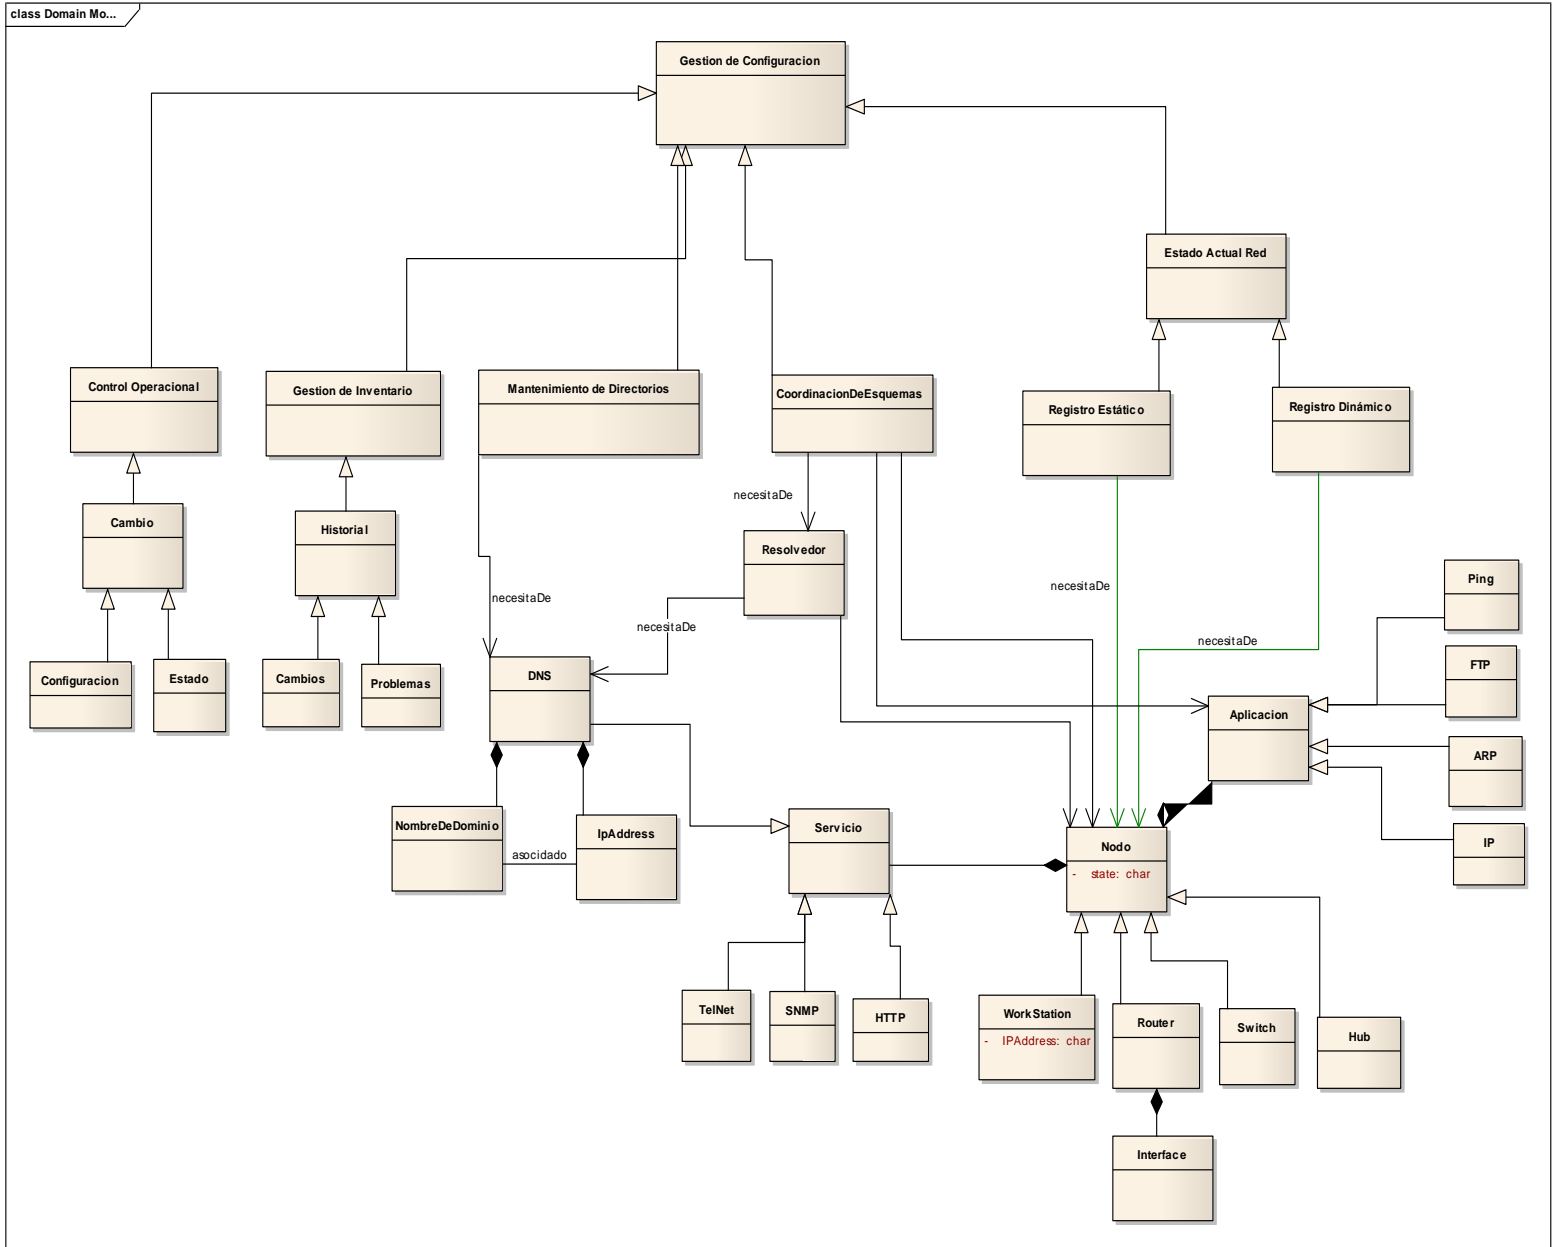 class Domain Mo...
Gestion de Configuracion
Estado Actual Red
Control Operacional
Gestion de Inventario
Mantenimiento de Directorios
CoordinacionDeEsquemas
Registro Estático
Registro Dinámico
necesitaDe
Cambio
Historial
Resolvedor
Ping
necesitaDe
necesitaDe
necesitaDe
necesitaDe
FTP
Configuracion
Estado
Cambios
Problemas
DNS
Aplicacion
ARP
NombreDeDominio
IpAddress
asocidado
Servicio
Nodo
- state: char
IP
TelNet
SNMP
HTTP
WorkStation
- IPAddress: char
Router
Switch
Hub
Interface